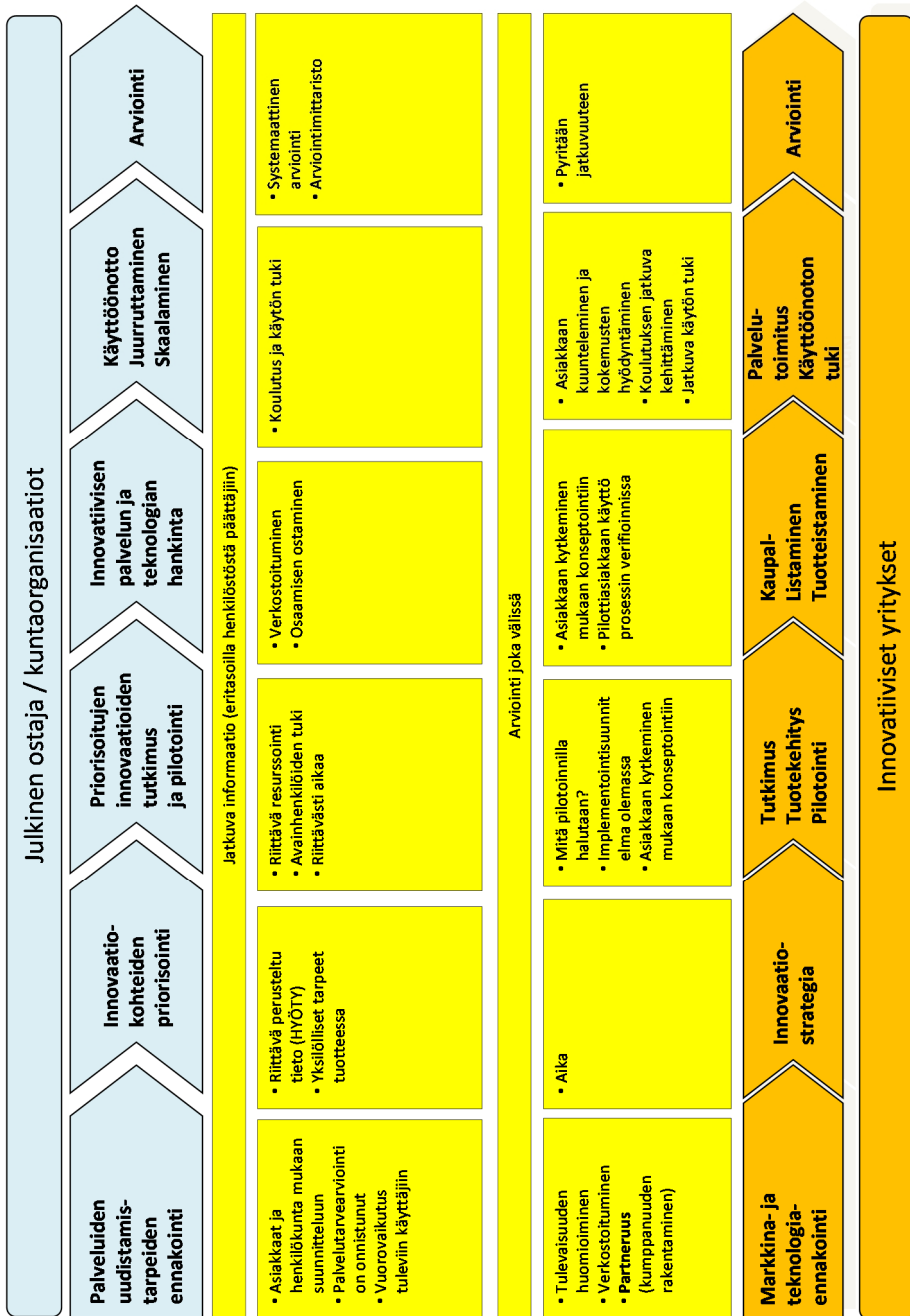 Julkinen ostaja / kuntaorganisaatiot
Palveluiden
uudistamis-
tarpeiden
ennakointi
Innovaatio-
kohteiden
priorisointi
Priorisoitujen
innovaatioiden
tutkimus
ja pilotointi
Innovatiivisen
palvelun ja
teknologian
hankinta
Käyttöönotto
Juurruttaminen
Skaalaminen
Arviointi
Jatkuva informaatio (eritasoilla henkilöstöstä päättäjiin)
• Asiakkaat ja
henkilökunta mukaan
suunnitteluun
• Palvelutarvearviointi
on onnistunut
• Vuorovaikutus
tuleviin käyttäjiin
• Riittävä perusteltu
tieto (HYÖTY)
• Yksilölliset tarpeet
tuotteessa
• Riittävä resurssointi
• Avainhenkilöiden tuki
• Riittävästi aikaa
• Verkostoituminen
• Osaamisen ostaminen
• Koulutus ja käytön tuki
• Systemaattinen
arviointi
• Arviointimittaristo
Arviointi joka välissä
• Tulevaisuuden
huomioiminen
• Verkostoituminen
• Partneruus
(kumppanuuden
rakentaminen)
• Aika
• Mitä pilotoinnilla
halutaan?
• Implementointisuunnit
elma olemassa
• Asiakkaan kytkeminen
mukaan konseptointiin
• Asiakkaan kytkeminen
mukaan konseptointiin
• Pilottiasiakkaan käyttö
prosessin verifioinnissa
• Asiakkaan
kuunteleminen ja
kokemusten
hyödyntäminen
• Koulutuksen jatkuva
kehittäminen
• Jatkuva käytön tuki
• Pyritään
jatkuvuuteen
Markkina- ja
teknologia-
ennakointi
Innovaatio-
strategia
Tutkimus
Tuotekehitys
Pilotointi
Kaupal-
Listaminen
Tuotteistaminen
Palvelu-
toimitus
Käyttöönoton
tuki
Arviointi
Innovatiiviset yritykset